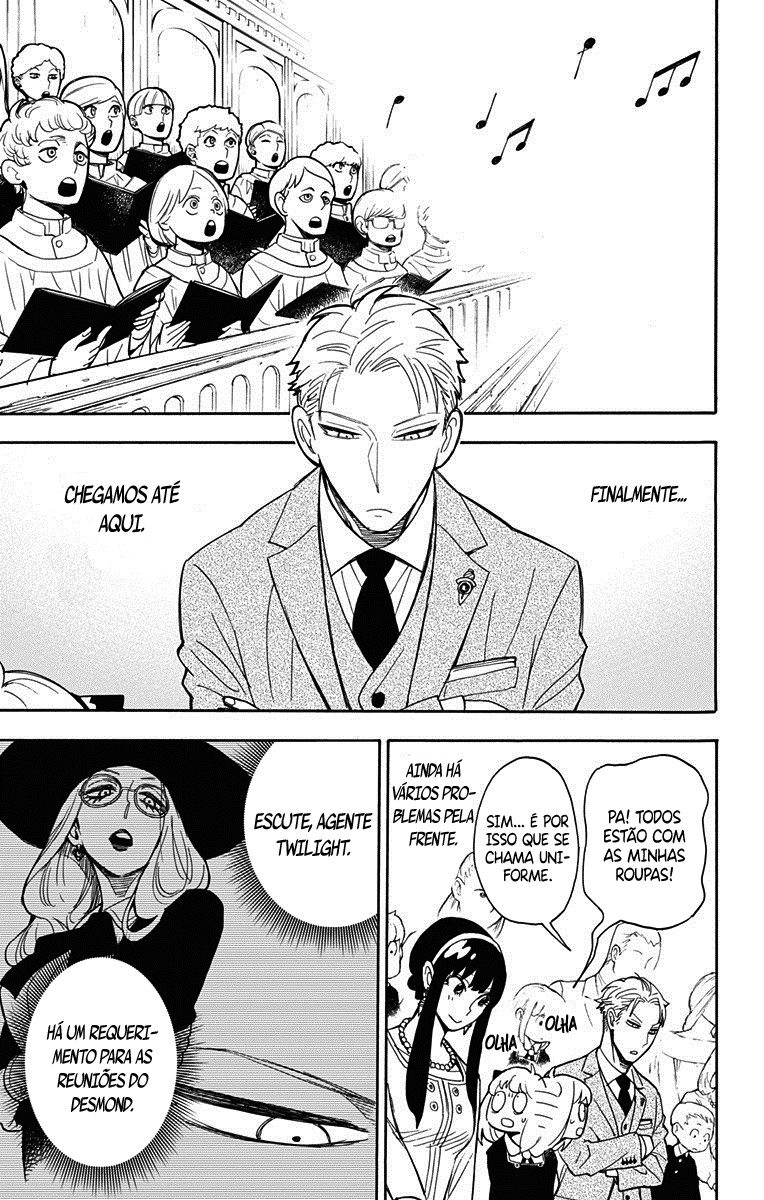 FINALMENTE...
CHEGAMOS ATÉ
AQUI.
PA! TODOS
ESTÃO COM
AS MINHAS
ROUPAS!
SIM... É POR
ISSO QUE SE
CHAMA UNI-
FORME.
AINDA HÁ
VÁRIOS PRO-
BLEMAS PELA
FRENTE.
OLHA
OLHA
ESCUTE, AGENTE
TWILIGHT.
HÁ UM REQUERI-
MENTO PARA AS
REUNIÕES DO
DESMOND.